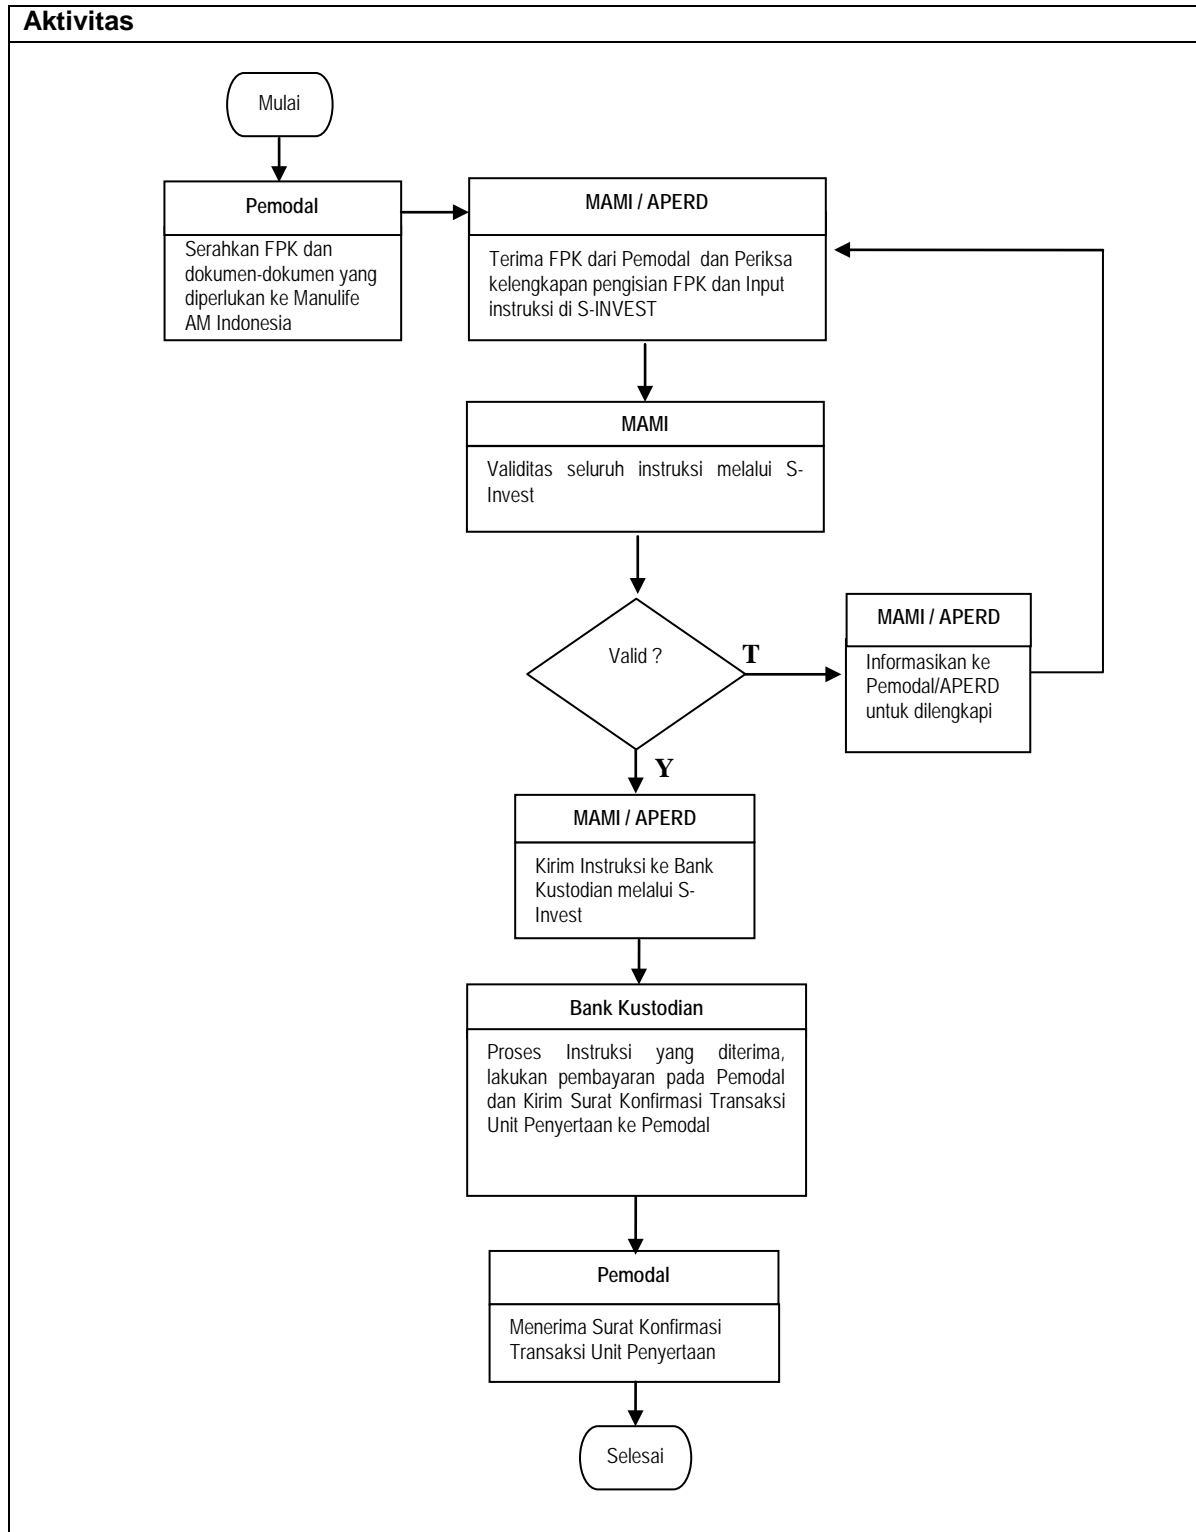 Aktivitas
Mulai
Pemodal
Serahkan FPK dan
dokumen-dokumen yang
diperlukan ke Manulife
AM Indonesia
MAMI / APERD
Terima FPK dari Pemodal dan Periksa
kelengkapan pengisian FPK dan Input
instruksi di S-INVEST
MAMI
Validitas seluruh instruksi melalui S-
Invest
Valid ?
T
MAMI / APERD
Informasikan ke
Pemodal/APERD
untuk dilengkapi
Y
MAMI / APERD
Kirim Instruksi ke Bank
Kustodian melalui S-
Invest
Bank Kustodian
Proses Instruksi yang diterima,
lakukan pembayaran pada Pemodal
dan Kirim Surat Konfirmasi Transaksi
Unit Penyertaan ke Pemodal
Pemodal
Menerima Surat Konfirmasi
Transaksi Unit Penyertaan
Selesai